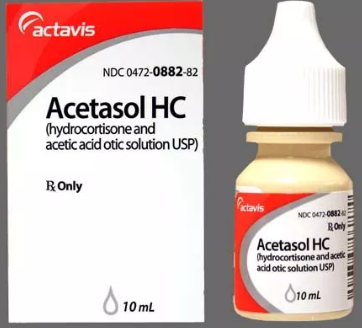 actavis
NDC 0472-0882-82
Acetasol HC
(hydrocortisone and
acetic acid otic solution USP)
℞ Only
10 mL
actavis
NDC 0472-0882-82
℞ Only
Acetasol HC
(hydrocortisone and acetic
acid otic solution USP)
10 mL